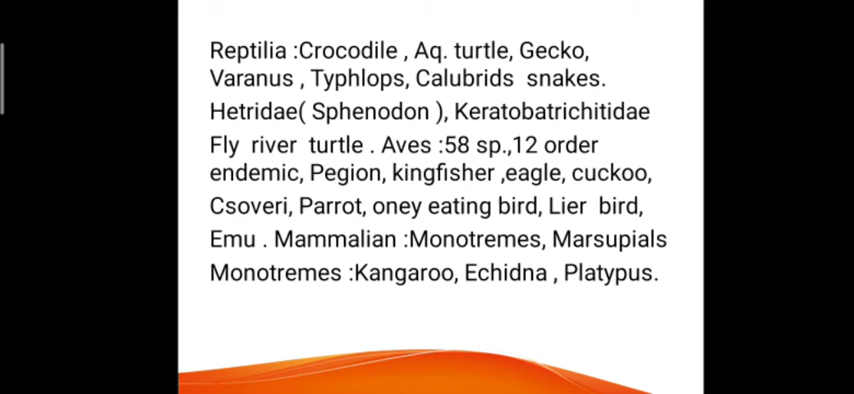 Reptilia :Crocodile , Aq. turtle, Gecko,
Varanus , Typhlops, Calubrids snakes.
Hetridae( Sphenodon ), Keratobatrichitidae
Fly river turtle . Aves :58 sp.,12 order
endemic, Pegion, kingfisher ,eagle, cuckoo,
Csoveri, Parrot, oney eating bird, Lier bird,
Emu . Mammalian :Monotremes, Marsupials
Monotremes :Kangaroo, Echidna , Platypus.